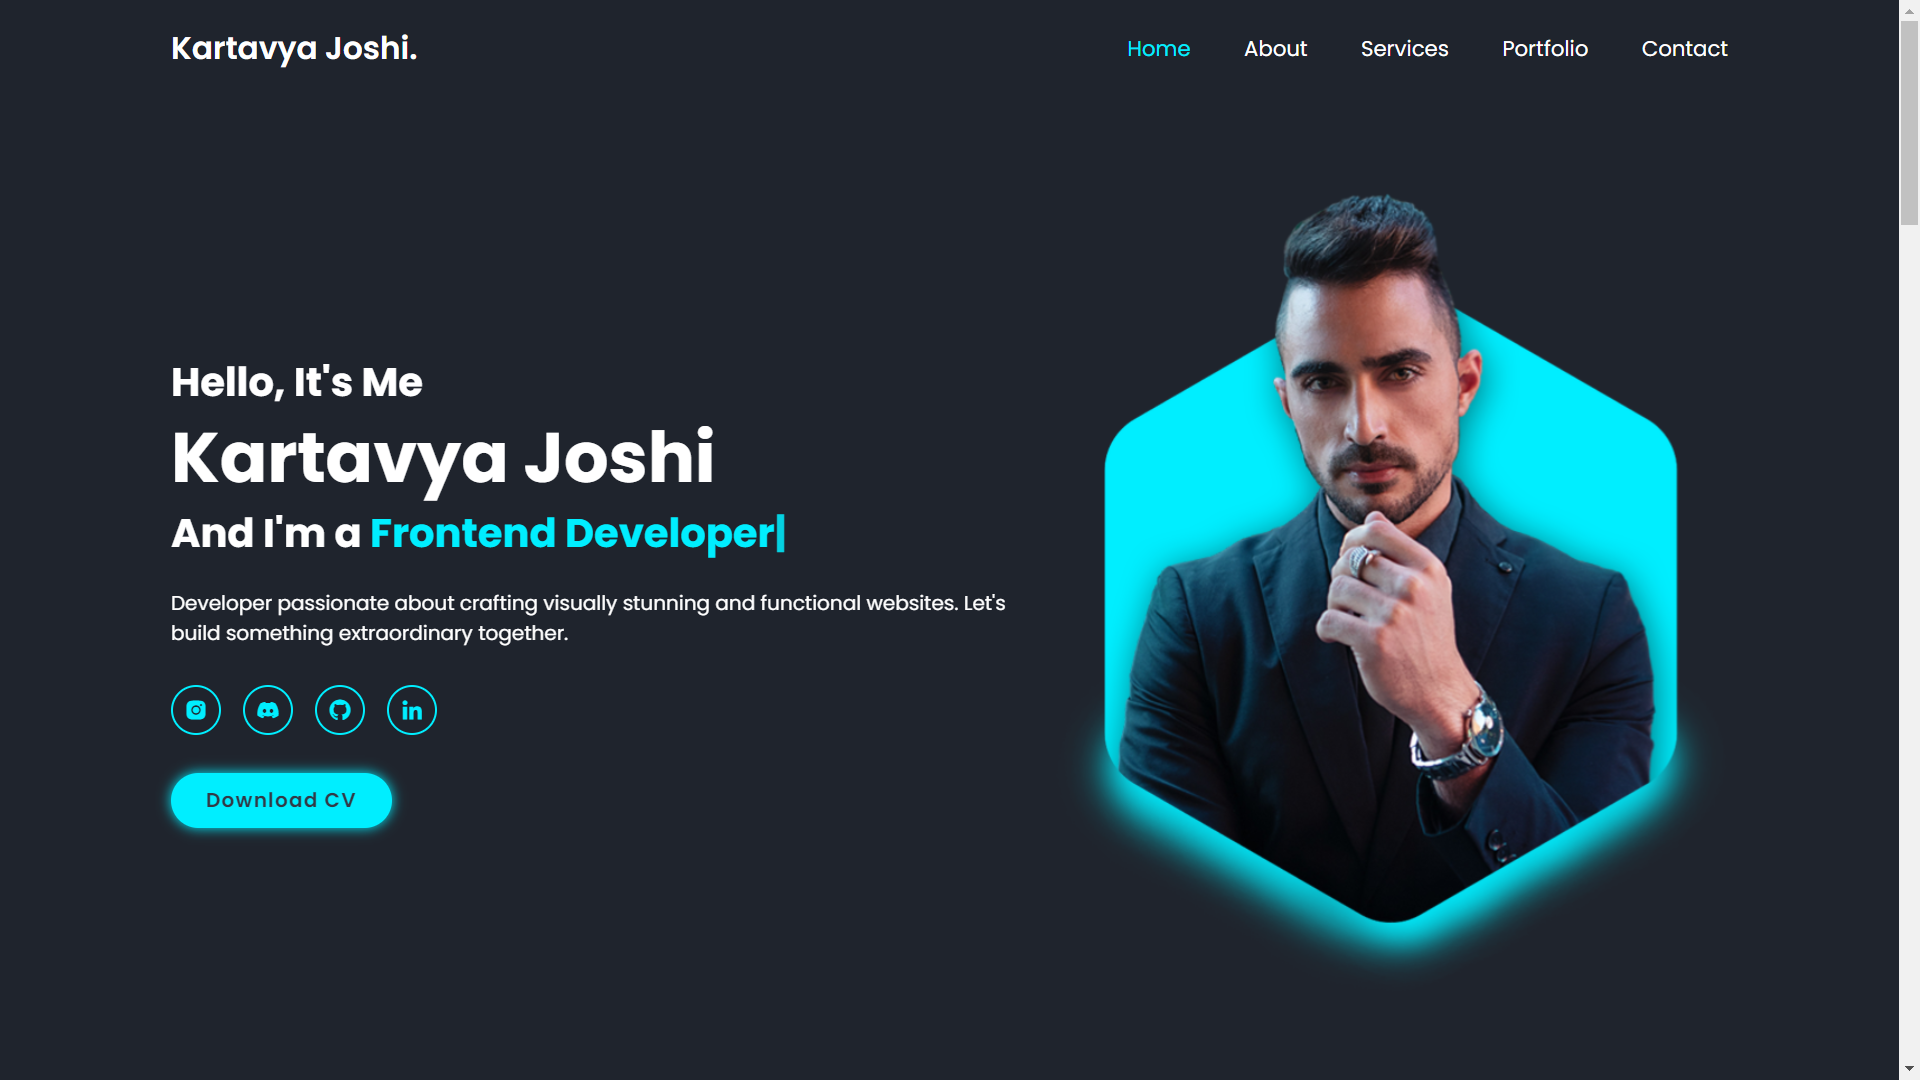 Kartavya Joshi.
Home About Services Portfolio Contact
Hello, It's Me
Kartavya Joshi
And I'm a Frontend Developer|
Developer passionate about crafting visually stunning and functional websites. Let's
build something extraordinary together.
in
Download CV